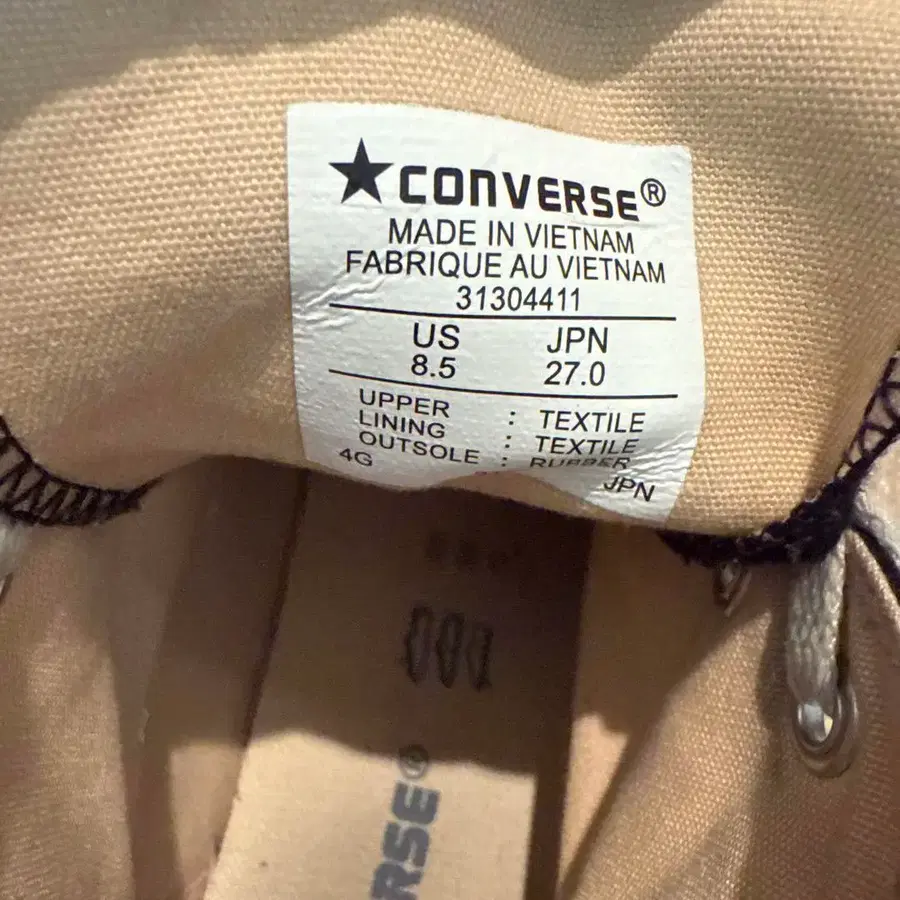 ★CONVERSE®
MADE IN VIETNAM
FABRIQUE AU VIETNAM
31304411
US JPN
8.5 27.0
UPPER : TEXTILE
LINING : TEXTILE
OUTSOLE : RUBBER
4G JPN
RSE®